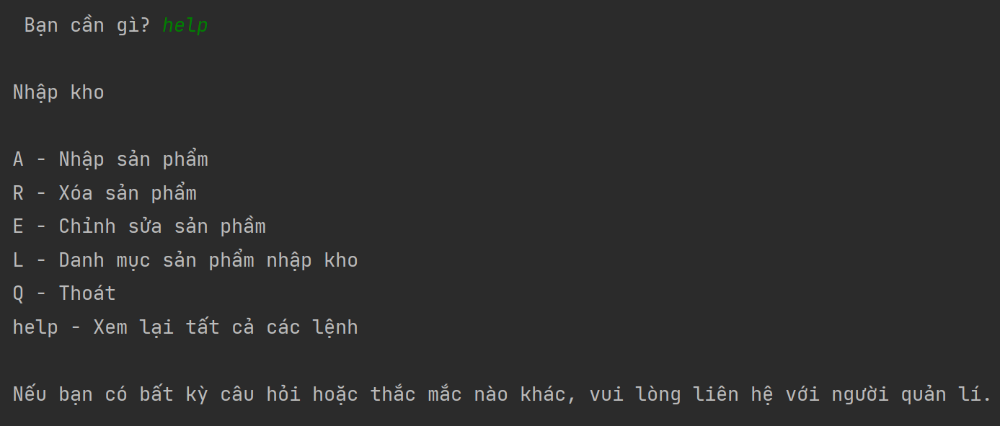 Bạn cần gì? help
Nhập kho
A - Nhập sản phẩm
R - Xóa sản phẩm
E - Chỉnh sửa sản phầm
L - Danh mục sản phẩm nhập kho
Q - Thoát
help - Xem lại tất cả các lệnh
Nếu bạn có bất kỳ câu hỏi hoặc thắc mắc nào khác, vui lòng liên hệ với người quản lí.